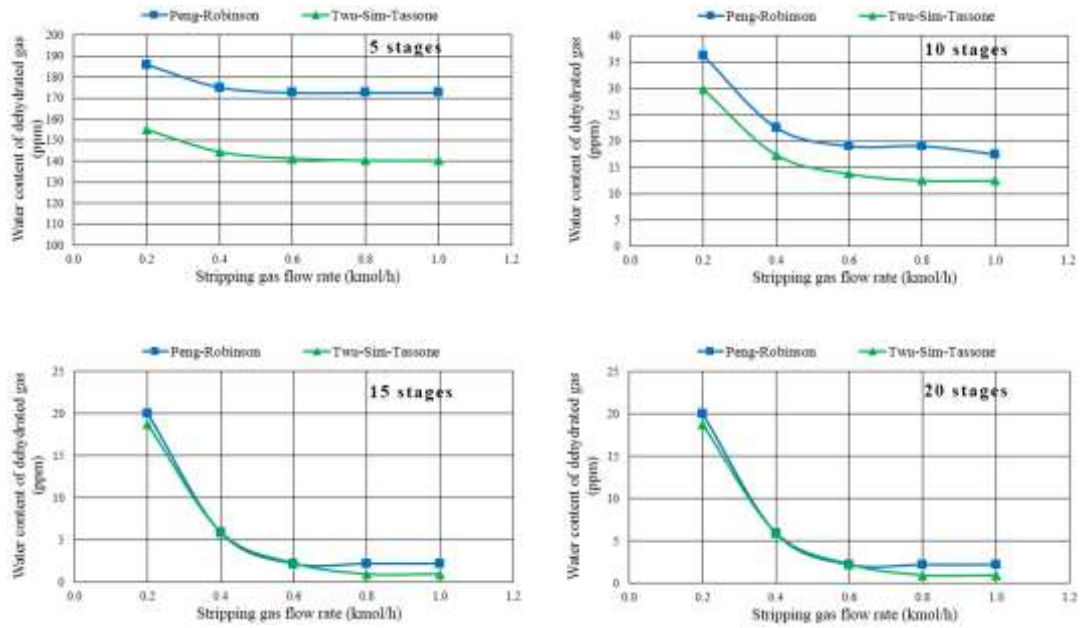 Peng-Robinson Twu-Sim-Tassone
5 stages
Water content of dehydrated gas
(ppm)
200
190
180
170
160
150
140
130
120
110
100
0.0 0.2 0.4 0.6 0.8 1.0 1.2
Stripping gas flow rate (kmol/h)
Peng-Robinson Twu-Sim-Tassone
10 stages
Water content of dehydrated gas
(ppm)
40
35
30
25
20
15
10
5
0
0.0 0.2 0.4 0.6 0.8 1.0 1.2
Stripping gas flow rate (kmol/h)
Peng-Robinson Twu-Sim-Tassone
15 stages
Water content of dehydrated gas
(ppm)
25
20
15
10
5
0
0.0 0.2 0.4 0.6 0.8 1.0 1.2
Stripping gas flow rate (kmol/h)
Peng-Robinson Twu-Sim-Tassone
20 stages
Water content of dehydrated gas
(ppm)
25
20
15
10
5
0
0.0 0.2 0.4 0.6 0.8 1.0 1.2
Stripping gas flow rate (kmol/h)